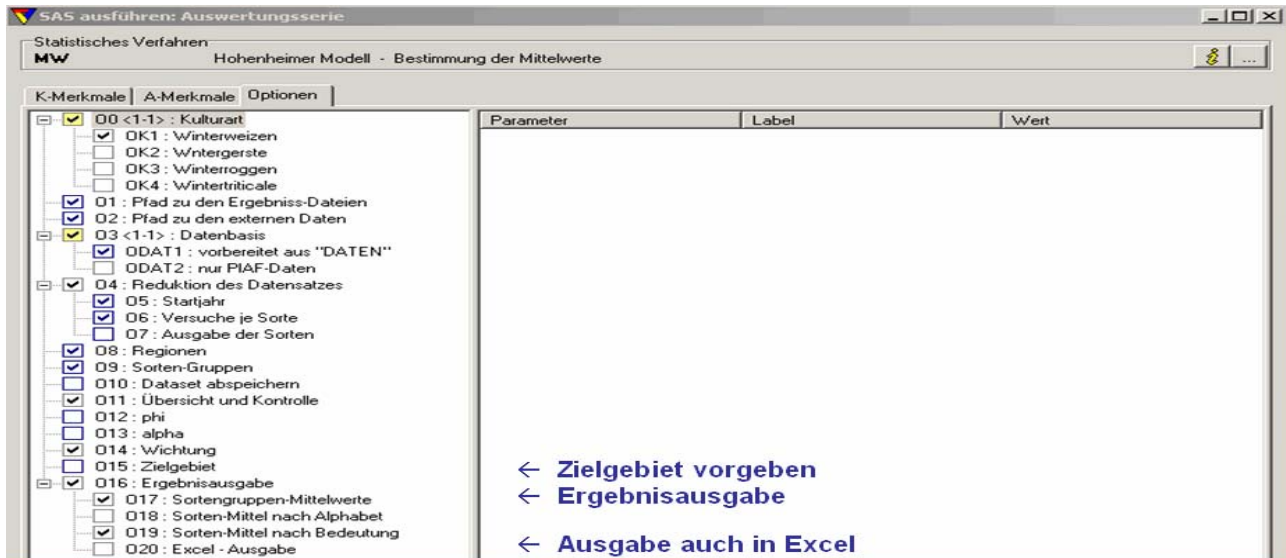 SAS ausführen: Auswertungsserie
Statistisches Verfahren
MW Hohenheimer Modell - Bestimmung der Mittelwerte
...
K-Merkmale A-Merkmale Optionen
O0 <1-1> : Kulturart
OK1 : Winterweizen
OK2 : Wntergerste
OK3 : Winterroggen
OK4 : Wintertriticale
O1 : Pfad zu den Ergebniss-Dateien
O2 : Pfad zu den externen Daten
O3 <1-1> : Datenbasis
ODAT1 : vorbereitet aus "DATEN"
ODAT2 : nur PIAF-Daten
O4 : Reduktion des Datensatzes
O5 : Startjahr
O6 : Versuche je Sorte
O7 : Ausgabe der Sorten
O8 : Regionen
O9 : Sorten-Gruppen
O10 : Dataset abspeichern
O11 : Übersicht und Kontrolle
O12 : phi
O13 : alpha
O14 : Wichtung
O15 : Zielgebiet
O16 : Ergebnisausgabe
O17 : Sortengruppen-Mittelwerte
O18 : Sorten-Mittel nach Alphabet
O19 : Sorten-Mittel nach Bedeutung
O20 : Excel - Ausgabe
Parameter Label Wert
← Zielgebiet vorgeben
← Ergebnisausgabe
← Ausgabe auch in Excel